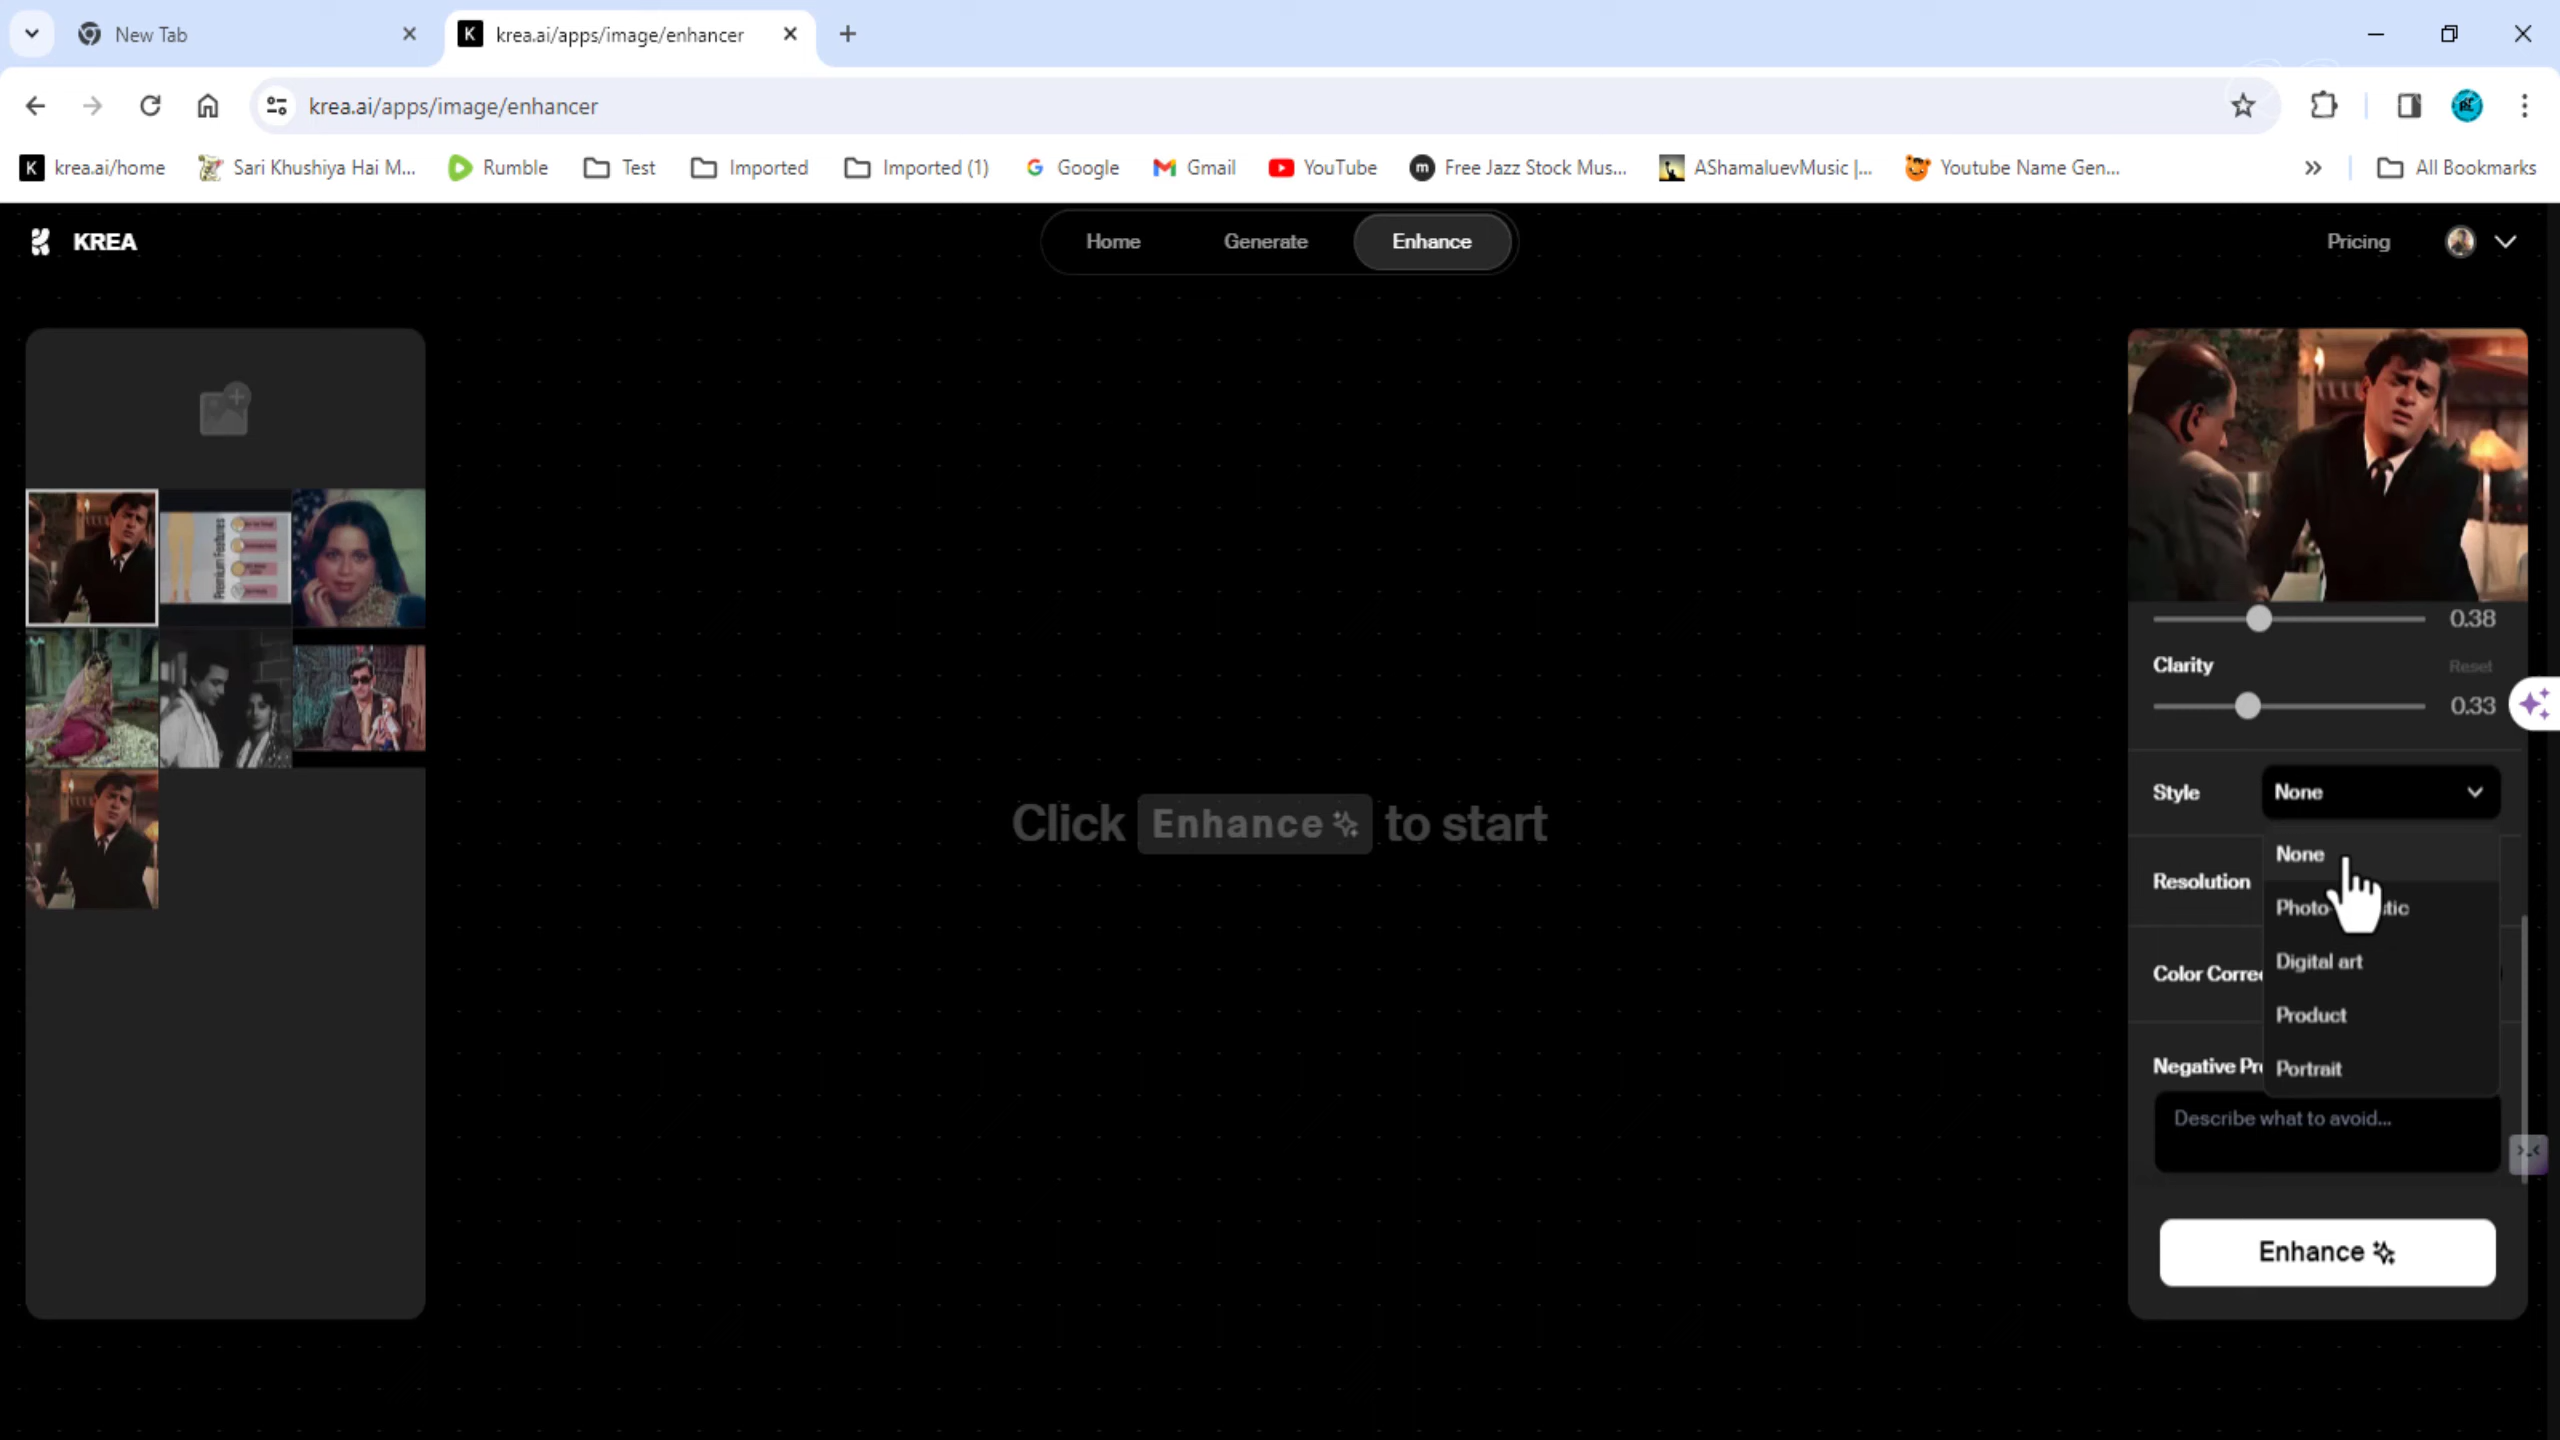 New Tab
krea.ai/apps/image/enhancer
krea.ai/apps/image/enhancer
krea.ai/home
Sari Khushiya Hai M...
Rumble
Test
Imported
Imported (1)
Google
Gmail
YouTube
Free Jazz Stock Mus...
AShamaluevMusic |...
Youtube Name Gen...
All Bookmarks
KREA
Home
Generate
Enhance
Pricing
Premium Features
0.38
Clarity
Reset
0.33
Style
None
None
Resolution
Digital art
Product
Portrait
Describe what to avoid...
Click Enhance to start
Enhance